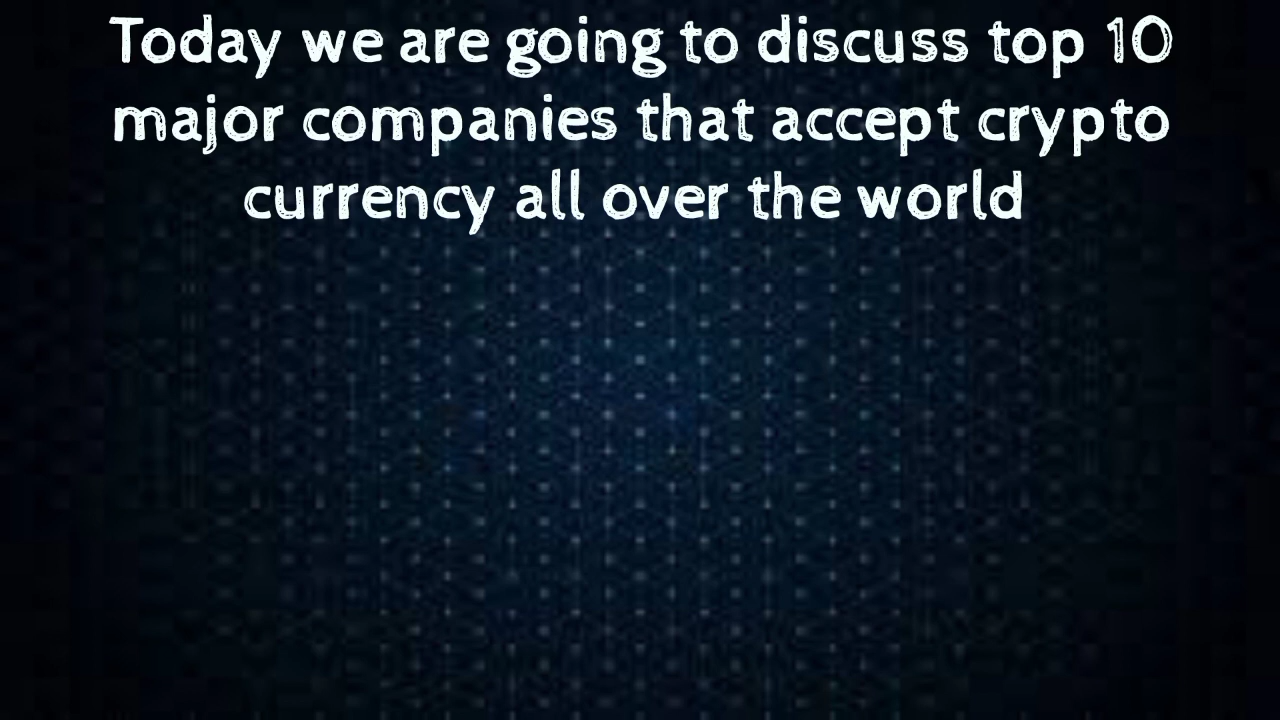 Today we are going to discuss top 10
major companies that accept crypto
currency all over the world